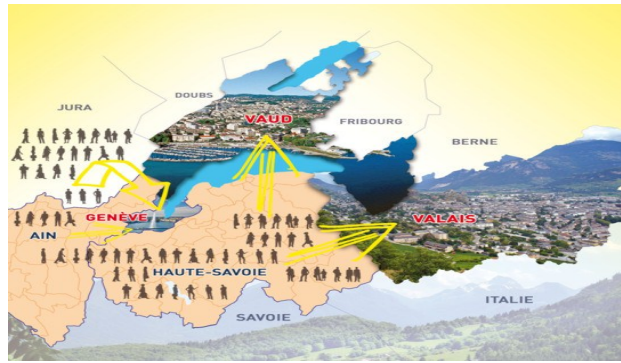 DOUBS
JURA
VAUD
FRIBOURG
BERNE
GENÈVE
VALAIS
AIN
HAUTE-SAVOIE
ITALIE
SAVOIE